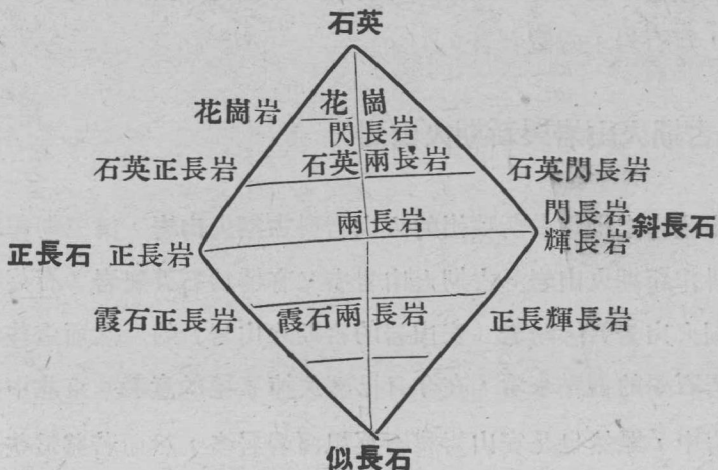 石英
花崗岩 花崗
閃長岩
石英正長岩 石英兩長岩 石英閃長岩
閃長岩
兩長岩
正長石 正長岩 輝長岩 斜長石
霞石正長岩 霞石兩長岩 正長輝長岩
似長石